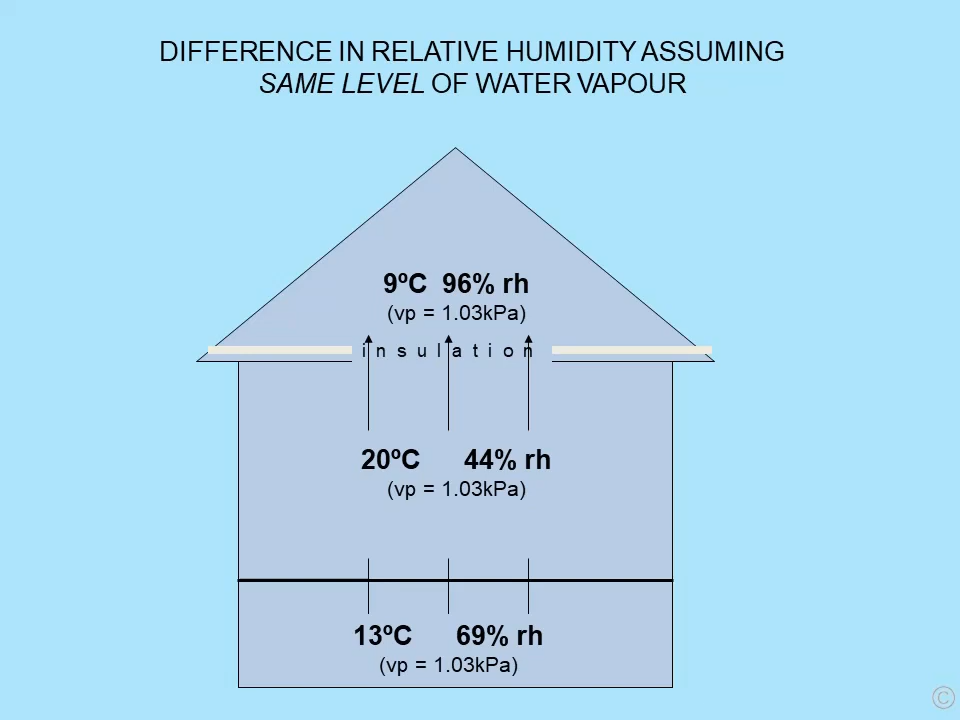 DIFFERENCE IN RELATIVE HUMIDITY ASSUMING
SAME LEVEL OF WATER VAPOUR
9ºC 96% rh
(vp = 1.03kPa)
insulation
20ºC 44% rh
(vp = 1.03kPa)
13ºC 69% rh
(vp = 1.03kPa)
©